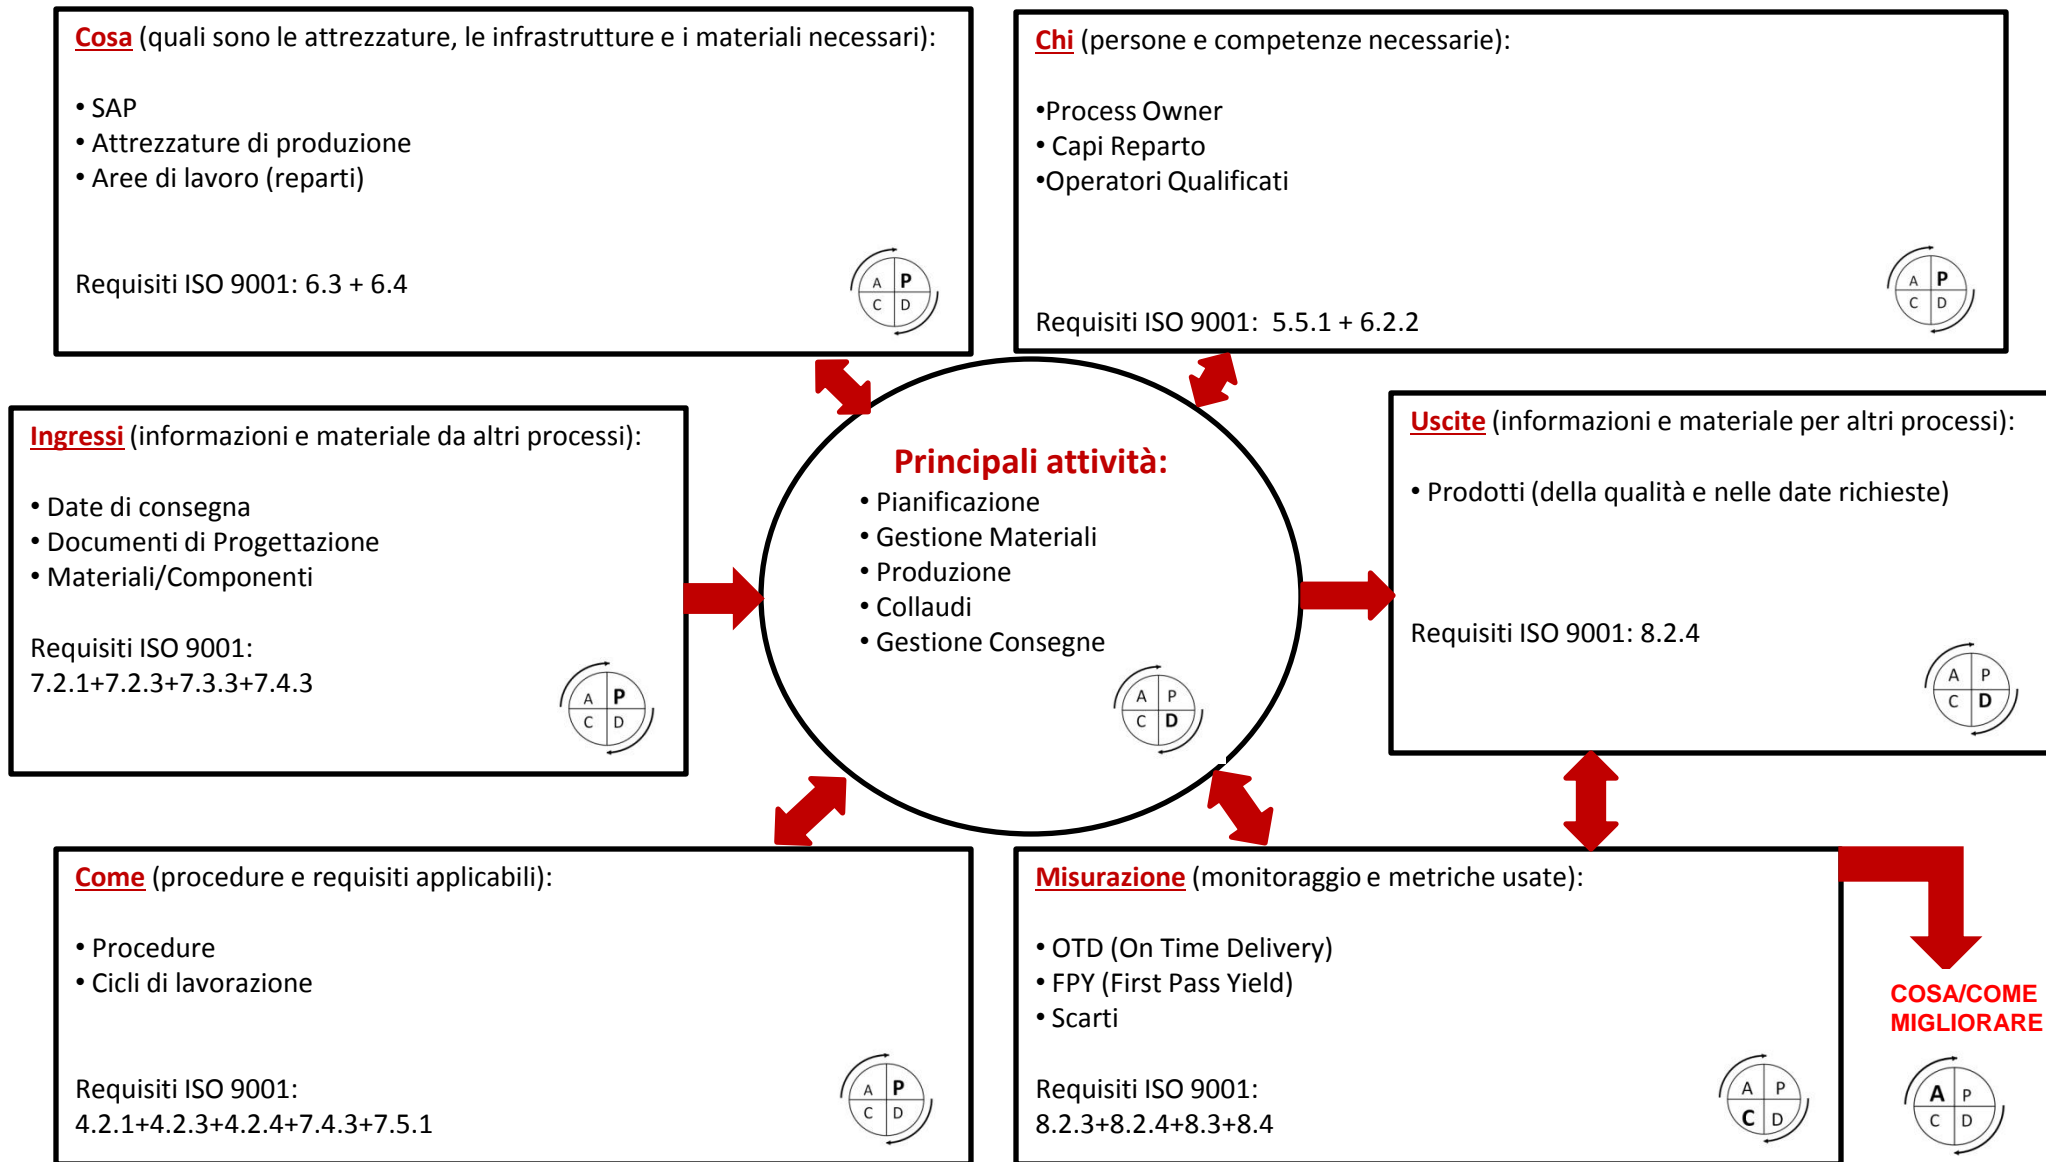 Cosa (quali sono le attrezzature, le infrastrutture e i materiali necessari):
• SAP
• Attrezzature di produzione
• Aree di lavoro (reparti)
Requisiti ISO 9001: 6.3 + 6.4
A P
C D
Chi (persone e competenze necessarie):
•Process Owner
• Capi Reparto
•Operatori Qualificati
Requisiti ISO 9001:  5.5.1 + 6.2.2
A P
C D
Ingressi (informazioni e materiale da altri processi):
• Date di consegna
• Documenti di Progettazione
• Materiali/Componenti
Requisiti ISO 9001:
7.2.1+7.2.3+7.3.3+7.4.3
A P
C D
Principali attività:
• Pianificazione
• Gestione Materiali
• Produzione
• Collaudi
• Gestione Consegne
A P
C D
Uscite (informazioni e materiale per altri processi):
• Prodotti (della qualità e nelle date richieste)
Requisiti ISO 9001: 8.2.4
A P
C D
Come (procedure e requisiti applicabili):
• Procedure
• Cicli di lavorazione
Requisiti ISO 9001:
4.2.1+4.2.3+4.2.4+7.4.3+7.5.1
A P
C D
Misurazione (monitoraggio e metriche usate):
• OTD (On Time Delivery)
• FPY (First Pass Yield)
• Scarti
Requisiti ISO 9001:
8.2.3+8.2.4+8.3+8.4
A P
C D
COSA/COME
MIGLIORARE
A P
C D